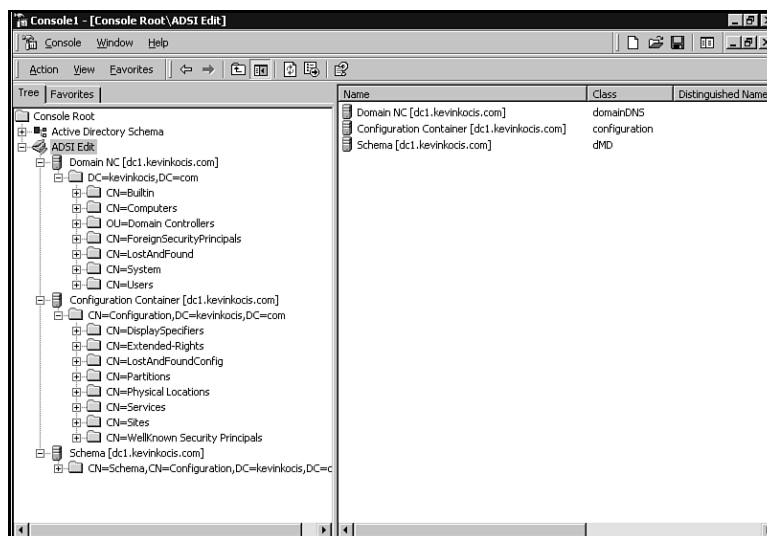 Console1 - [Console Root\ADSI Edit]
Console Window Help
Action View Favorites
Tree Favorites
Console Root
Active Directory Schema
ADSI Edit
Domain NC [dc1.kevinkocis.com]
DC=kevinkocis,DC=com
CN=Builtin
CN=Computers
OU=Domain Controllers
CN=ForeignSecurityPrincipals
CN=LostAndFound
CN=System
CN=Users
Configuration Container [dc1.kevinkocis.com]
CN=Configuration,DC=kevinkocis,DC=com
CN=DisplaySpecifiers
CN=Extended-Rights
CN=LostAndFoundConfig
CN=Partitions
CN=Physical Locations
CN=Services
CN=Sites
CN=WellKnown Security Principals
Schema [dc1.kevinkocis.com]
CN=Schema,CN=Configuration,DC=kevinkocis,DC=c
Name Class Distinguished Name
Domain NC [dc1.kevinkocis.com] domainDNS
Configuration Container [dc1.kevinkocis.com] configuration
Schema [dc1.kevinkocis.com] dMD